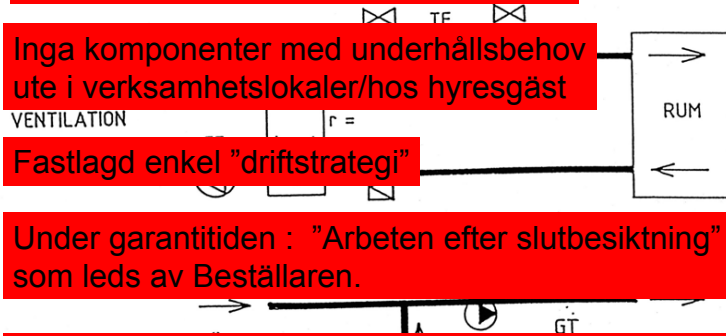 TE
Inga komponenter med underhållsbehov
ute i verksamhetslokaler/hos hyresgäst
VENTILATION
r =
RUM
Fastlagd enkel ”driftstrategi”
Under garantitiden : ”Arbeten efter slutbesiktning”
som leds av Beställaren.
GT